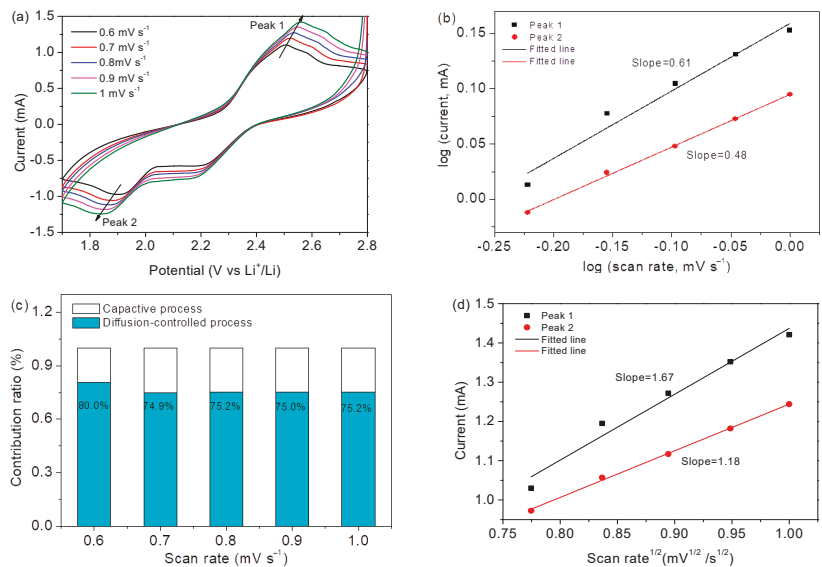 (a)
1.5
1.0
0.5
0.0
-0.5
-1.0
-1.5
Current (mA)
0.6 mV s⁻¹
0.7 mV s⁻¹
0.8mV s⁻¹
0.9 mV s⁻¹
1 mV s⁻¹
Peak 1
Peak 2
1.8 2.0 2.2 2.4 2.6 2.8
Potential (V vs Li⁺/Li)
(b)
0.15
0.10
0.05
0.00
log (current, mA)
Peak 1
Peak 2
Fitted line
Fitted line
Slope=0.61
Slope=0.48
-0.25 -0.20 -0.15 -0.10 -0.05 0.00
log (scan rate, mV s⁻¹)
(c)
1.2
0.9
0.6
0.3
0.0
Contribution ratio (%)
Capactive process
Diffusion-controlled process
80.0% 74.9% 75.2% 75.0% 75.2%
0.6 0.7 0.8 0.9 1.0
Scan rate (mV s⁻¹)
(d)
1.5
1.4
1.3
1.2
1.1
1.0
Current (mA)
Peak 1
Peak 2
Fitted line
Fitted line
Slope=1.67
Slope=1.18
0.75 0.80 0.85 0.90 0.95 1.00
Scan rate¹ᐟ²(mV¹ᐟ² /s¹ᐟ²)